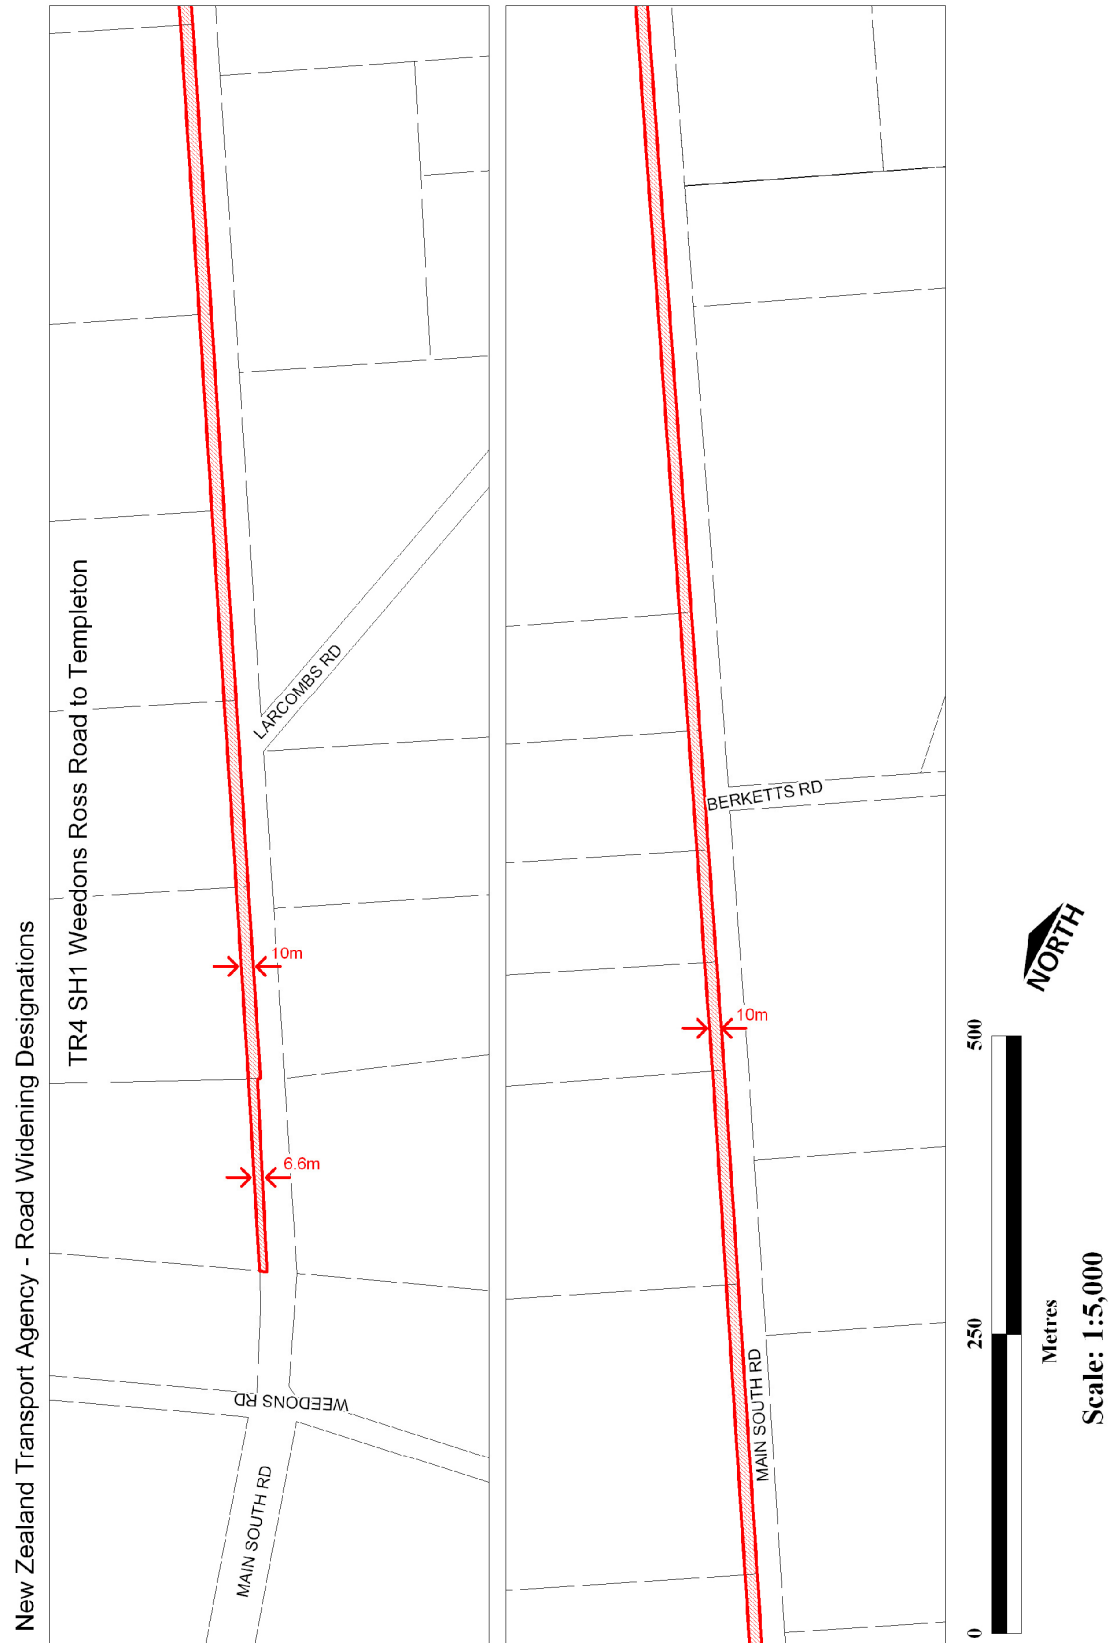 New Zealand Transport Agency - Road Widening Designations
TR4 SH1 Weedons Ross Road to Templeton
LARCOMBS RD
10m
6.6m
WEEDONS RD
MAIN SOUTH RD
BERKETTS RD
10m
MAIN SOUTH RD
NORTH
0
250
500
Metres
Scale: 1:5,000